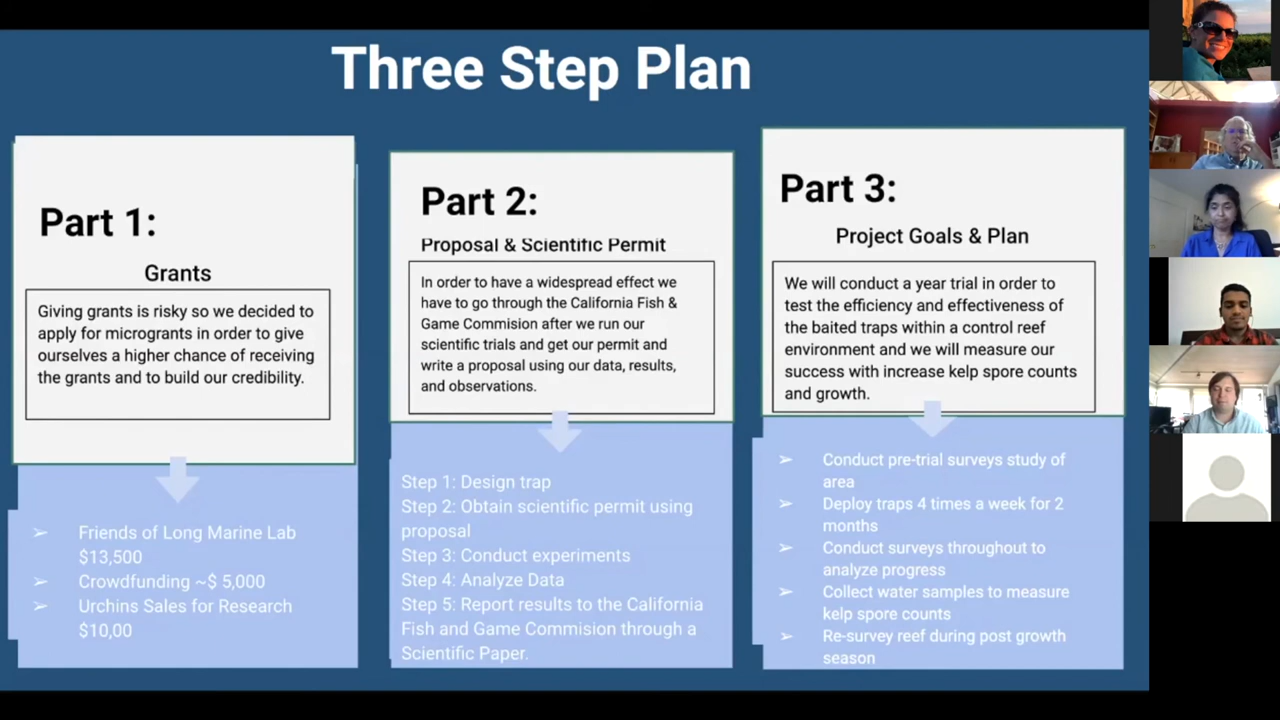 Three Step Plan
Part 1:
Grants
Giving grants is risky so we decided to
apply for microgrants in order to give
ourselves a higher chance of receiving
the grants and to build our credibility.
➢ Friends of Long Marine Lab
$13,500
➢ Crowdfunding ~$ 5,000
➢ Urchins Sales for Research
$10,00
Part 2:
Proposal & Scientific Permit
In order to have a widespread effect we
have to go through the California Fish &
Game Commision after we run our
scientific trials and get our permit and
write a proposal using our data, results,
and observations.
Step 1: Design trap
Step 2: Obtain scientific permit using
proposal
Step 3: Conduct experiments
Step 4: Analyze Data
Step 5: Report results to the California
Fish and Game Commision through a
Scientific Paper.
Part 3:
Project Goals & Plan
We will conduct a year trial in order to
test the efficiency and effectiveness of
the baited traps within a control reef
environment and we will measure our
success with increase kelp spore counts
and growth.
➢ Conduct pre-trial surveys study of
area
➢ Deploy traps 4 times a week for 2
months
➢ Conduct surveys throughout to
analyze progress
➢ Collect water samples to measure
kelp spore counts
➢ Re-survey reef during post growth
season